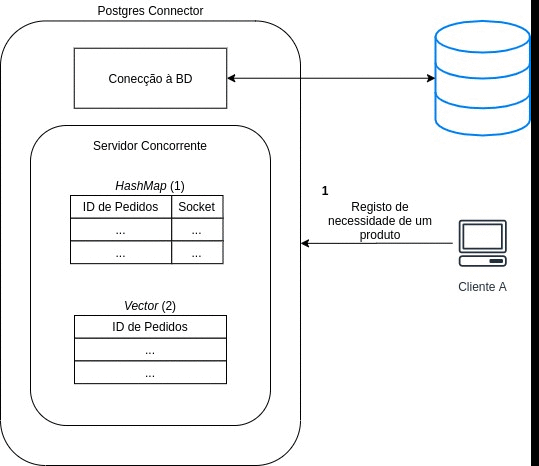 Postgres Connector
Conecção à BD
Servidor Concorrente
HashMap (1)
ID de Pedidos Socket
... ...
... ...
Vector (2)
ID de Pedidos
...
...
1
Registo de
necessidade de um
produto
Cliente A